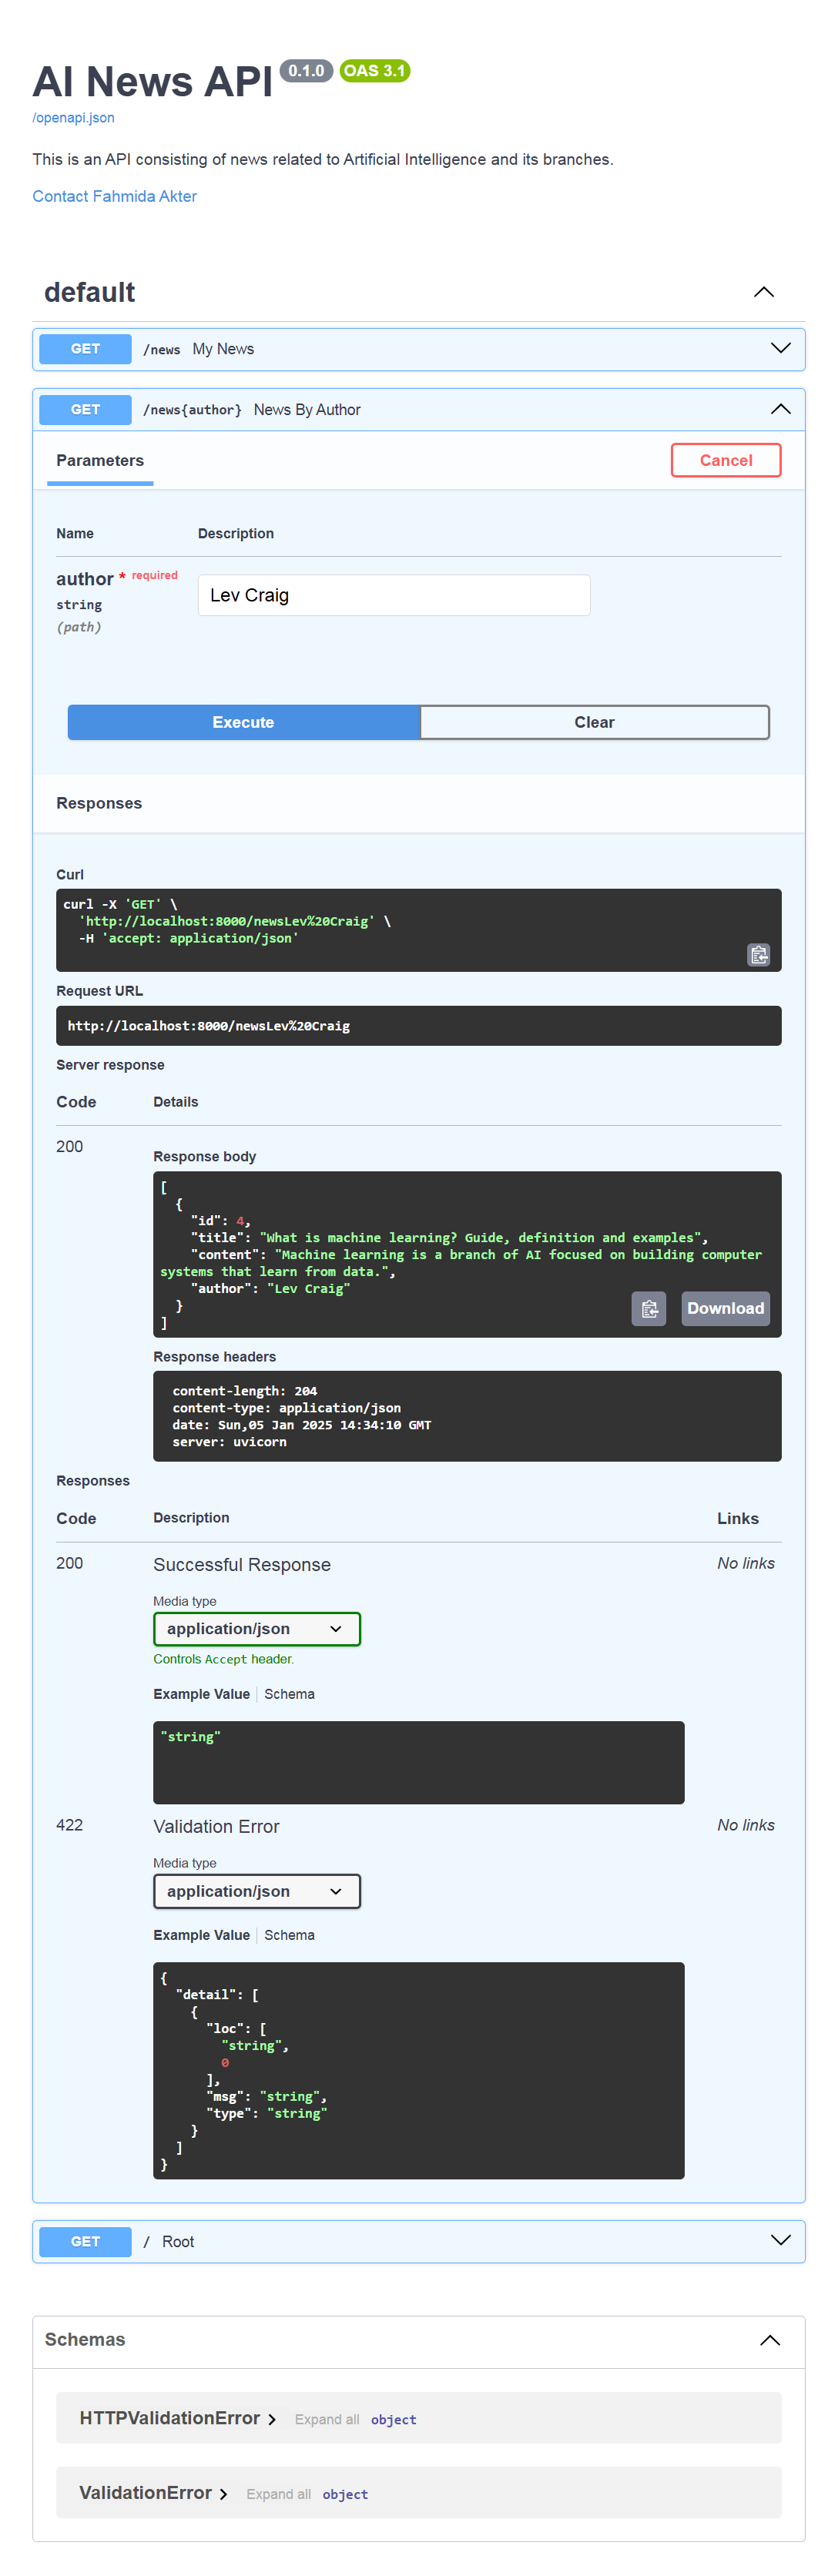 AI News API 0.1.0 OAS 3.1
/openapi.json
This is an API consisting of news related to Artificial Intelligence and its branches.
Contact Fahmida Akter
default
GET /news My News
GET /news{author} News By Author
Parameters Cancel
Name Description
author * required
string
(path)
Lev Craig
Execute Clear
Responses
Curl
curl -X 'GET' \
  'http://localhost:8000/newsLev%20Craig' \
  -H 'accept: application/json'
Request URL
http://localhost:8000/newsLev%20Craig
Server response
Code Details
200
Response body
[
  {
    "id": 4,
    "title": "What is machine learning? Guide, definition and examples",
    "content": "Machine learning is a branch of AI focused on building computer
systems that learn from data.",
    "author": "Lev Craig"
  }
]
Download
Response headers
content-length: 204
content-type: application/json
date: Sun,05 Jan 2025 14:34:10 GMT
server: uvicorn
Responses
Code Description Links
200 Successful Response No links
Media type
application/json
Controls Accept header.
Example Value Schema
"string"
422 Validation Error No links
Media type
application/json
Example Value Schema
{
  "detail": [
    {
      "loc": [
        "string",
        0
      ],
      "msg": "string",
      "type": "string"
    }
  ]
}
GET / Root
Schemas
HTTPValidationError Expand all object
ValidationError Expand all object